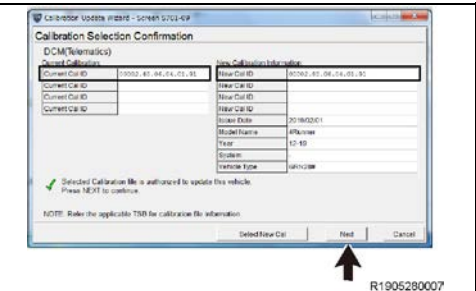 Calibration Update Wizard - Screen S701-09
Calibration Selection Confirmation
DCM(Telematics)
Current Calibration
New Calibration Information
Current Cal ID
New Cal ID
Current Cal ID
New Cal ID
Current Cal ID
New Cal ID
Current Cal ID
New Cal ID
Issue Date
Model Name
4Runner
Year
12-19
System
-
Vehicle Type
Selected Calibration file is authorized to update this vehicle.
Press NEXT to continue.
NOTE: Refer the applicable TSB for calibration file information
Select New Cal
Next
Cancel
R1905280007